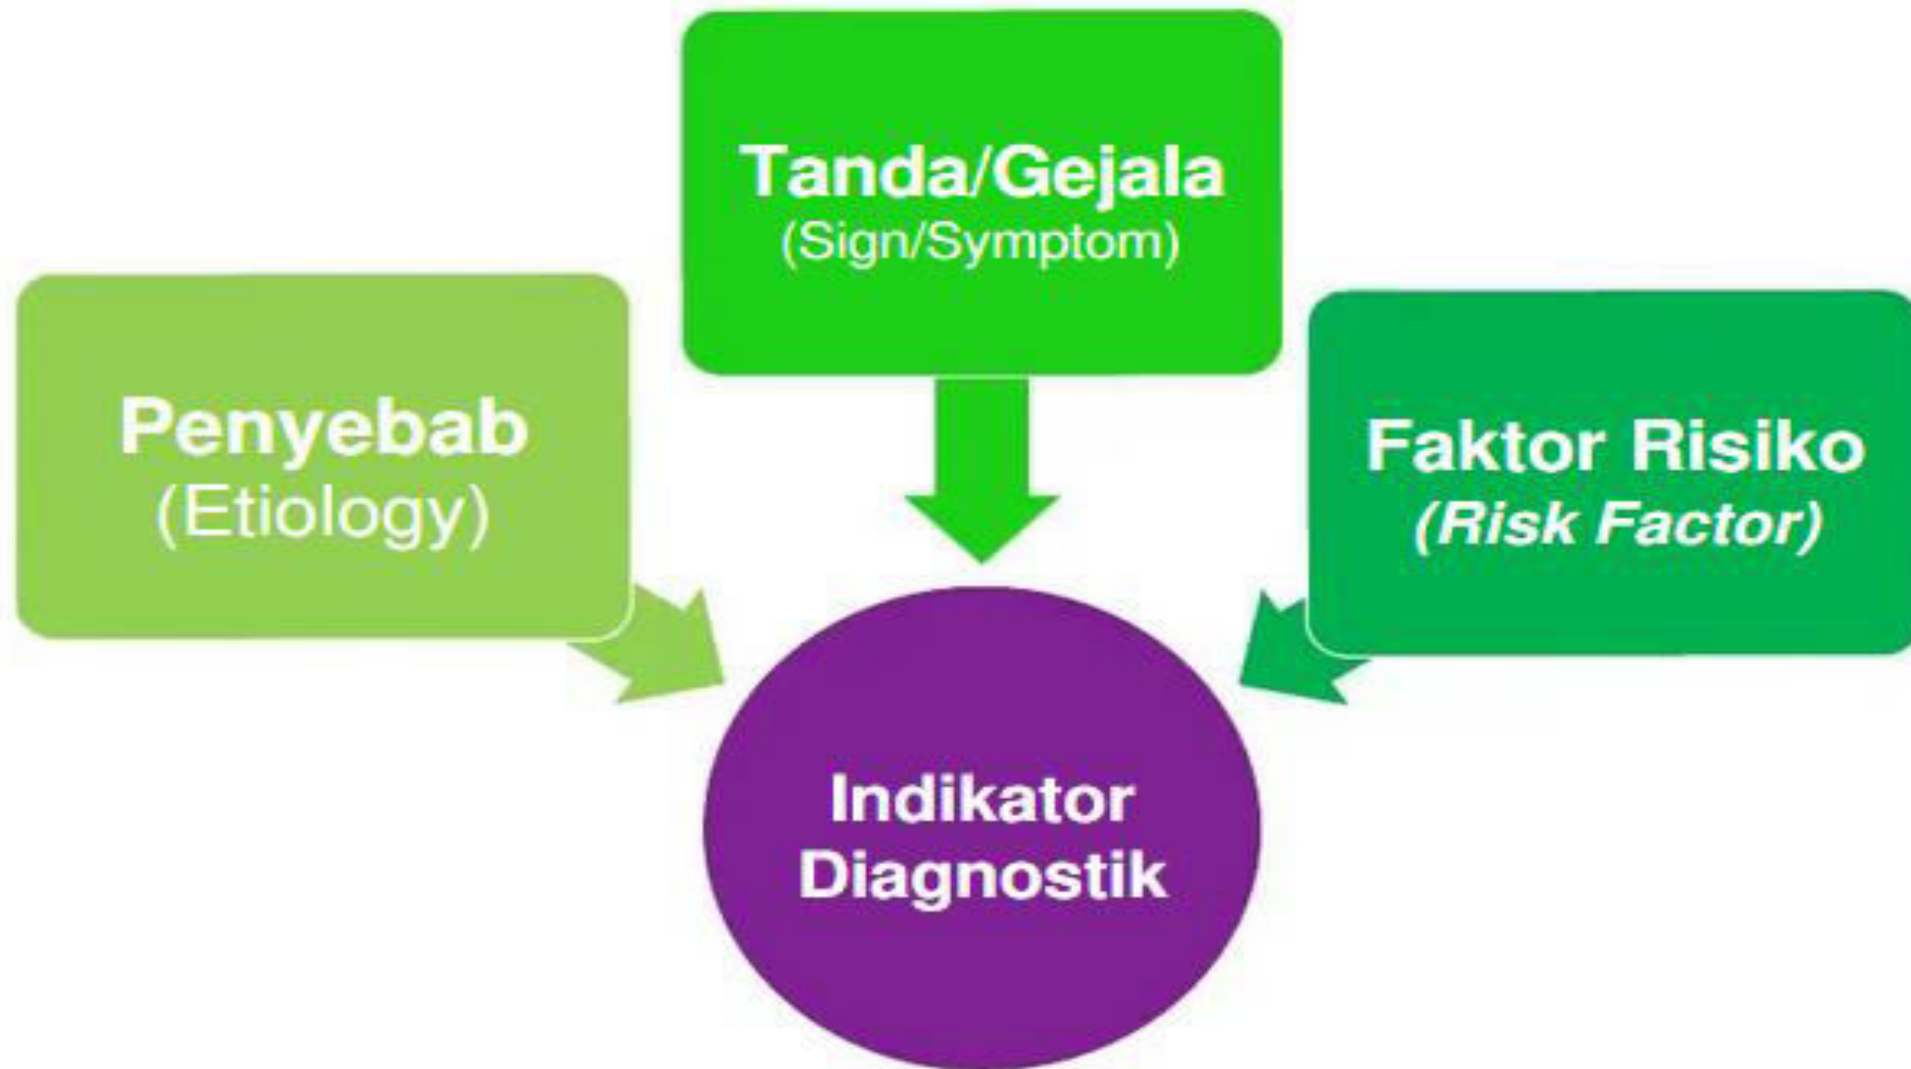 Tanda/Gejala
(Sign/Symptom)
Penyebab
(Etiology)
Faktor Risiko
(Risk Factor)
Indikator
Diagnostik